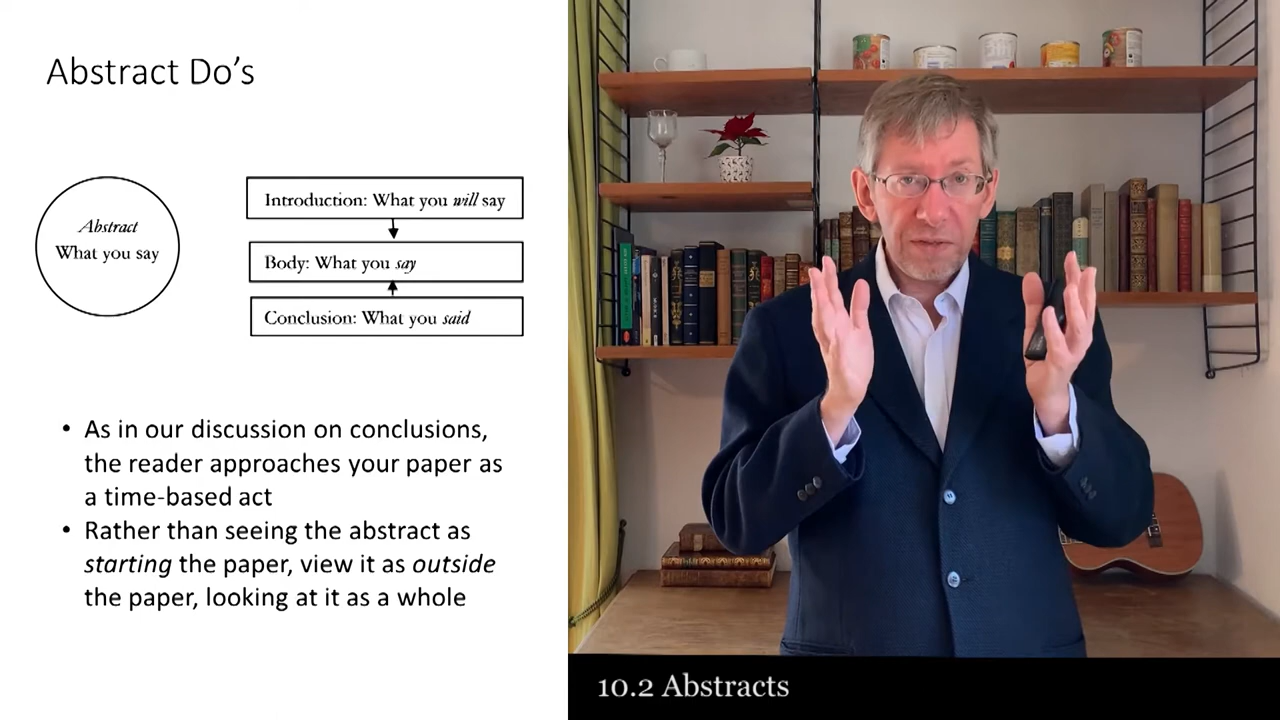 Abstract Do's
Abstract
What you say
Introduction: What you will say
Body: What you say
Conclusion: What you said
• As in our discussion on conclusions,
the reader approaches your paper as
a time-based act
• Rather than seeing the abstract as
starting the paper, view it as outside
the paper, looking at it as a whole
10.2 Abstracts